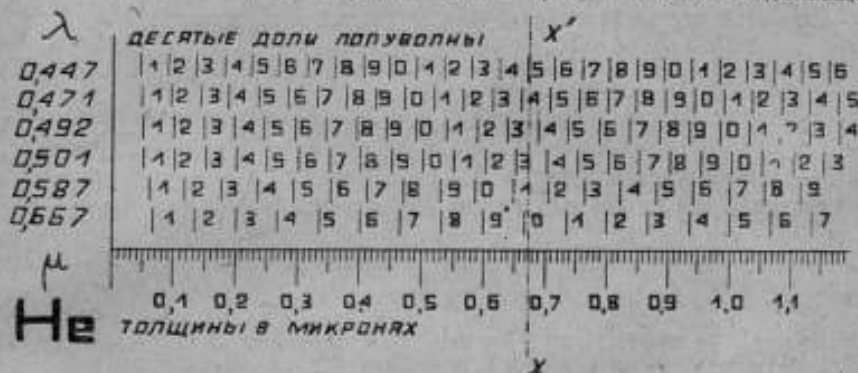 λ ДЕСЯТЫЕ ДОЛИ ПОЛУВОЛНЫ X'
0,447 |1|2|3|4|5|6|7|8|9|0|1|2|3|4|5|6|7|8|9|0|1|2|3|4|5|6
0,471 |1|2|3|4|5|6|7|8|9|0|1|2|3|4|5|6|7|8|9|0|1|2|3|4|5
0,492 |1|2|3|4|5|6|7|8|9|0|1|2|3|4|5|6|7|8|9|0|1 3|4
0,501 |1|2|3|4|5|6|7|8|9|0|1|2|3|4|5|6|7|8|9|0 2|3
0,587 |1|2|3|4|5|6|7|8|9|0|1|2|3|4|5|6|7|8|9
0,667 |1|2|3|4|5|6|7|8|9|0|1|2|3|4|5|6|7
μ
0,1 0,2 0,3 0,4 0,5 0,6 0,7 0,8 0,9 1,0 1,1
He ТОЛЩИНЫ В МИКРОНАХ
X